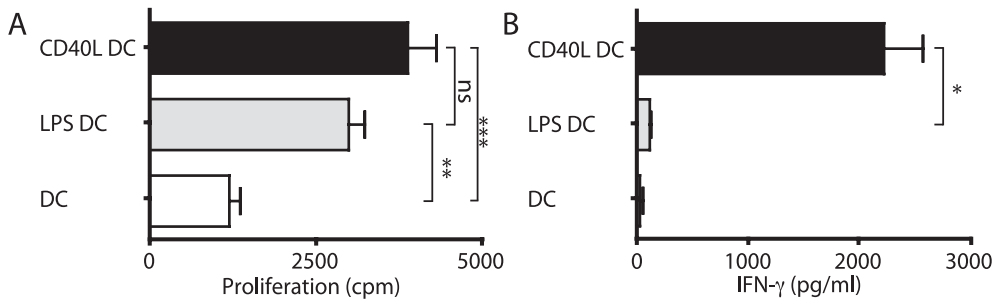 A
CD40L DC
LPS DC
DC
ns
**
***
0 2500 5000
Proliferation (cpm)
B
CD40L DC
LPS DC
DC
*
0 1000 2000 3000
IFN-γ (pg/ml)